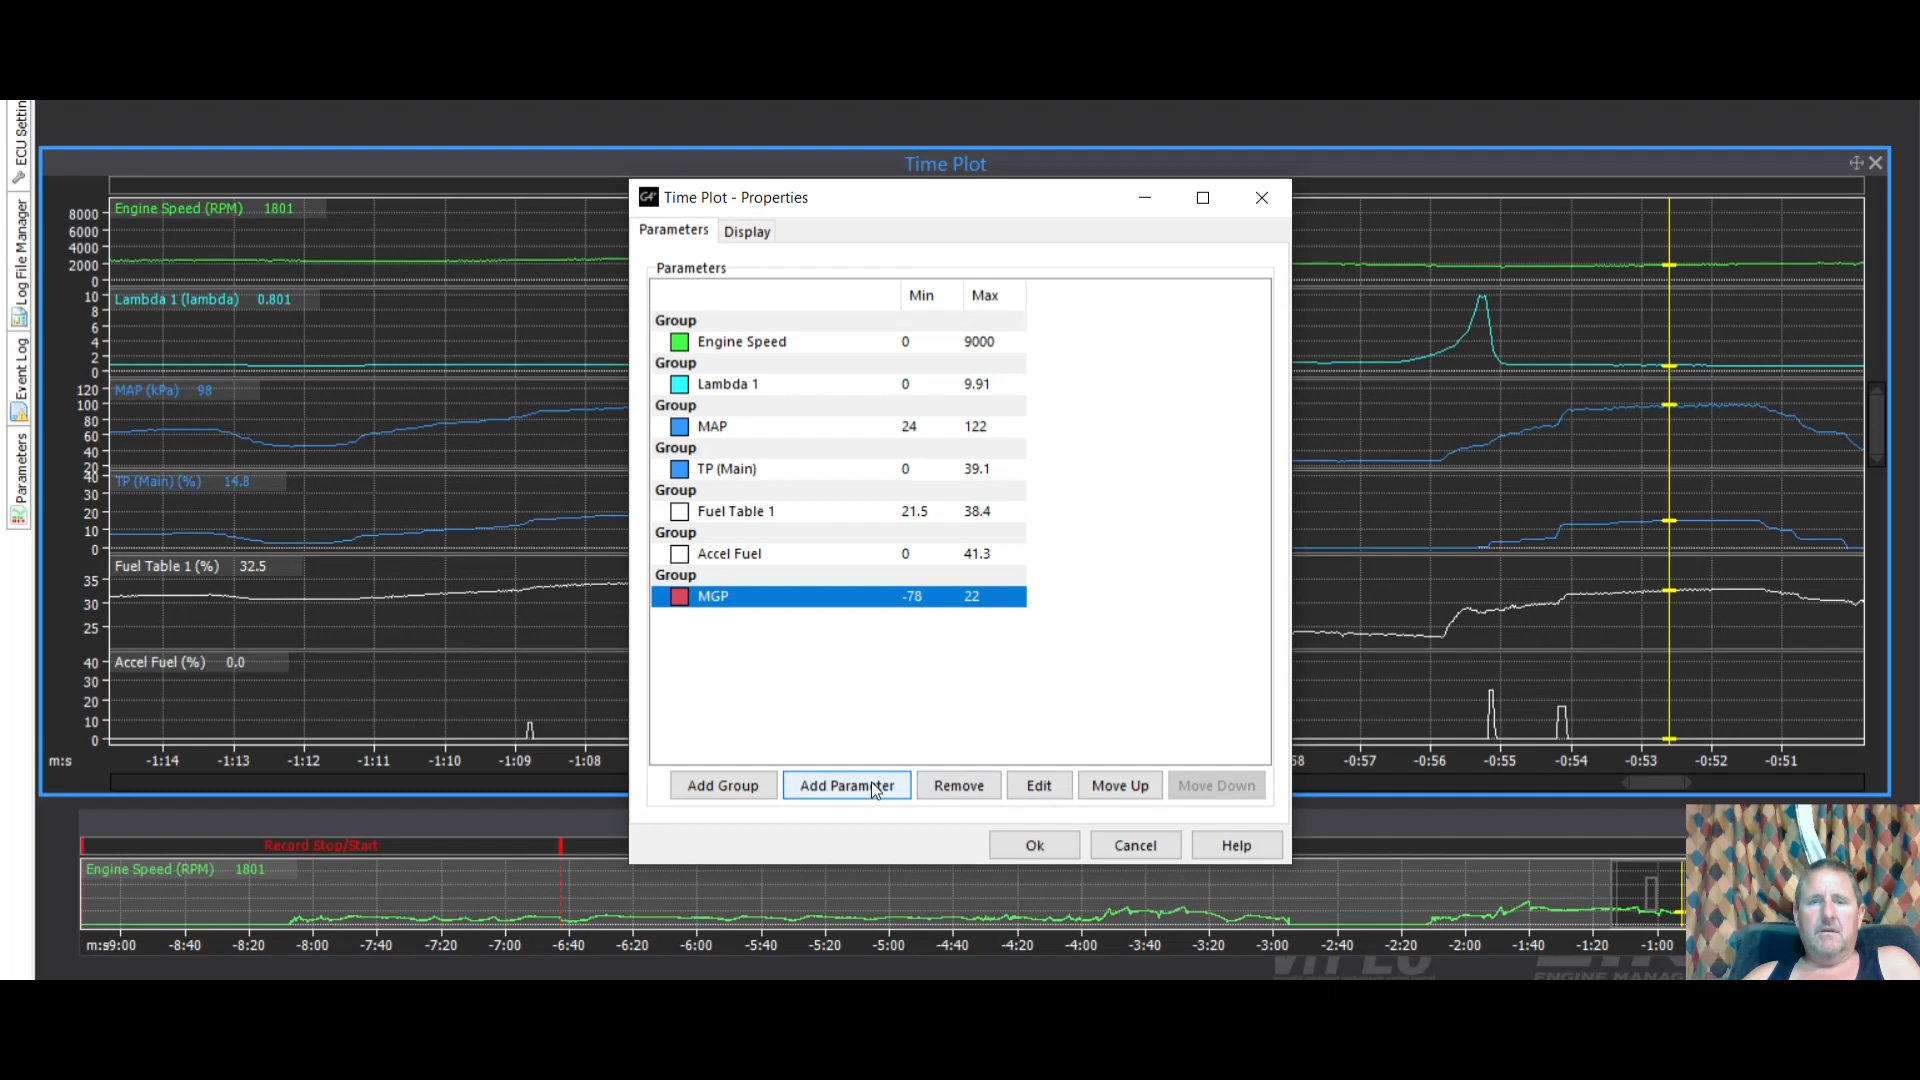 ECU Settin
Log File Manager
Event Log
Parameters
Time Plot
Engine Speed (RPM) 1801
8000
6000
4000
2000
0
Lambda 1 (lambda) 0.801
10
8
6
4
2
0
MAP (kPa) 98
120
100
80
60
40
20
TP (Main) (%) 14.8
40
30
20
10
0
Fuel Table 1 (%) 32.5
35
30
25
Accel Fuel (%) 0.0
40
30
20
10
0
m:s -1:14 -1:13 -1:12 -1:11 -1:10 -1:09 -1:08
58 -0:57 -0:56 -0:55 -0:54 -0:53 -0:52 -0:51
G4+ Time Plot - Properties
Parameters Display
Parameters
Min Max
Group
Engine Speed 0 9000
Group
Lambda 1 0 9.91
Group
MAP 24 122
Group
TP (Main) 0 39.1
Group
Fuel Table 1 21.5 38.4
Group
Accel Fuel 0 41.3
Group
MGP -78 22
Add Group Add Parameter Remove Edit Move Up Move Down
Ok Cancel Help
Record Stop/Start
Engine Speed (RPM) 1801
m:s9:00 -8:40 -8:20 -8:00 -7:40 -7:20 -7:00 -6:40 -6:20 -6:00 -5:40 -5:20 -5:00 -4:40 -4:20 -4:00 -3:40 -3:20 -3:00 -2:40 -2:20 -2:00 -1:40 -1:20 -1:00
ENGINE MANAG